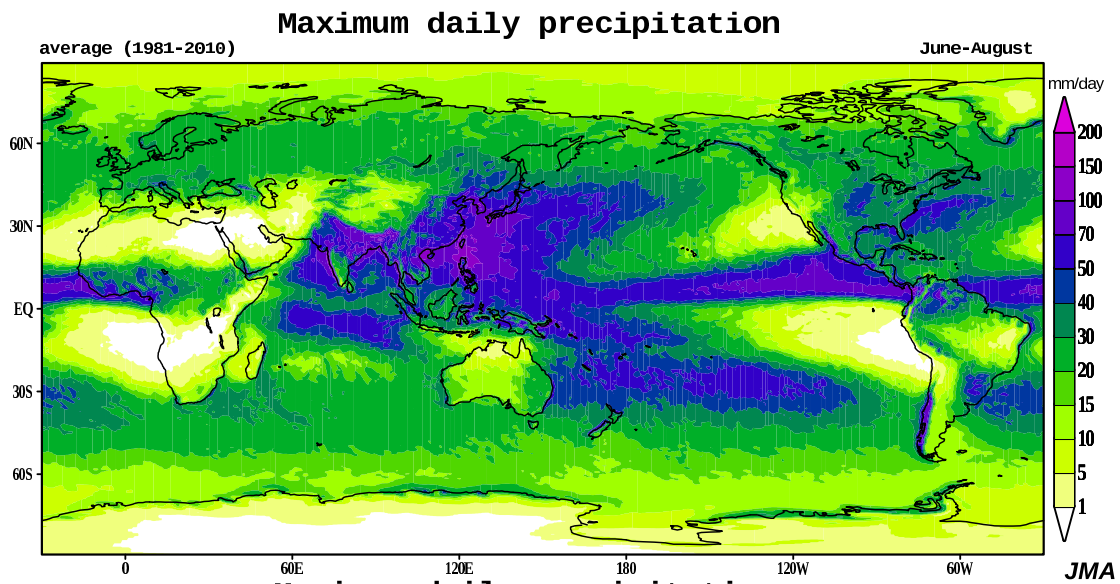 Maximum daily precipitation
average (1981-2010) June-August
mm/day
200
150
100
70
50
40
30
20
15
10
5
1
60N
30N
EQ
30S
60S
0 60E 120E 180 120W 60W
JMA